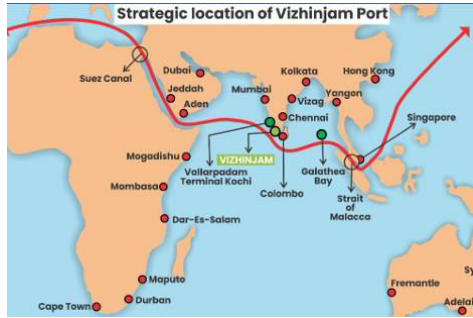 Strategic location of Vizhinjam Port
Suez Canal
Dubai
Jeddah
Aden
Mumbai
Kolkata
Vizag
Chennai
Yangon
Hong Kong
Singapore
VIZHINJAM
Vallarpadam
Terminal Kochi
Colombo
Galathea
Bay
Strait
of
Malacca
Mogadishu
Mombasa
Dar-Es-Salam
Maputo
Durban
Cape Town
Fremantle
Sy
Adelai